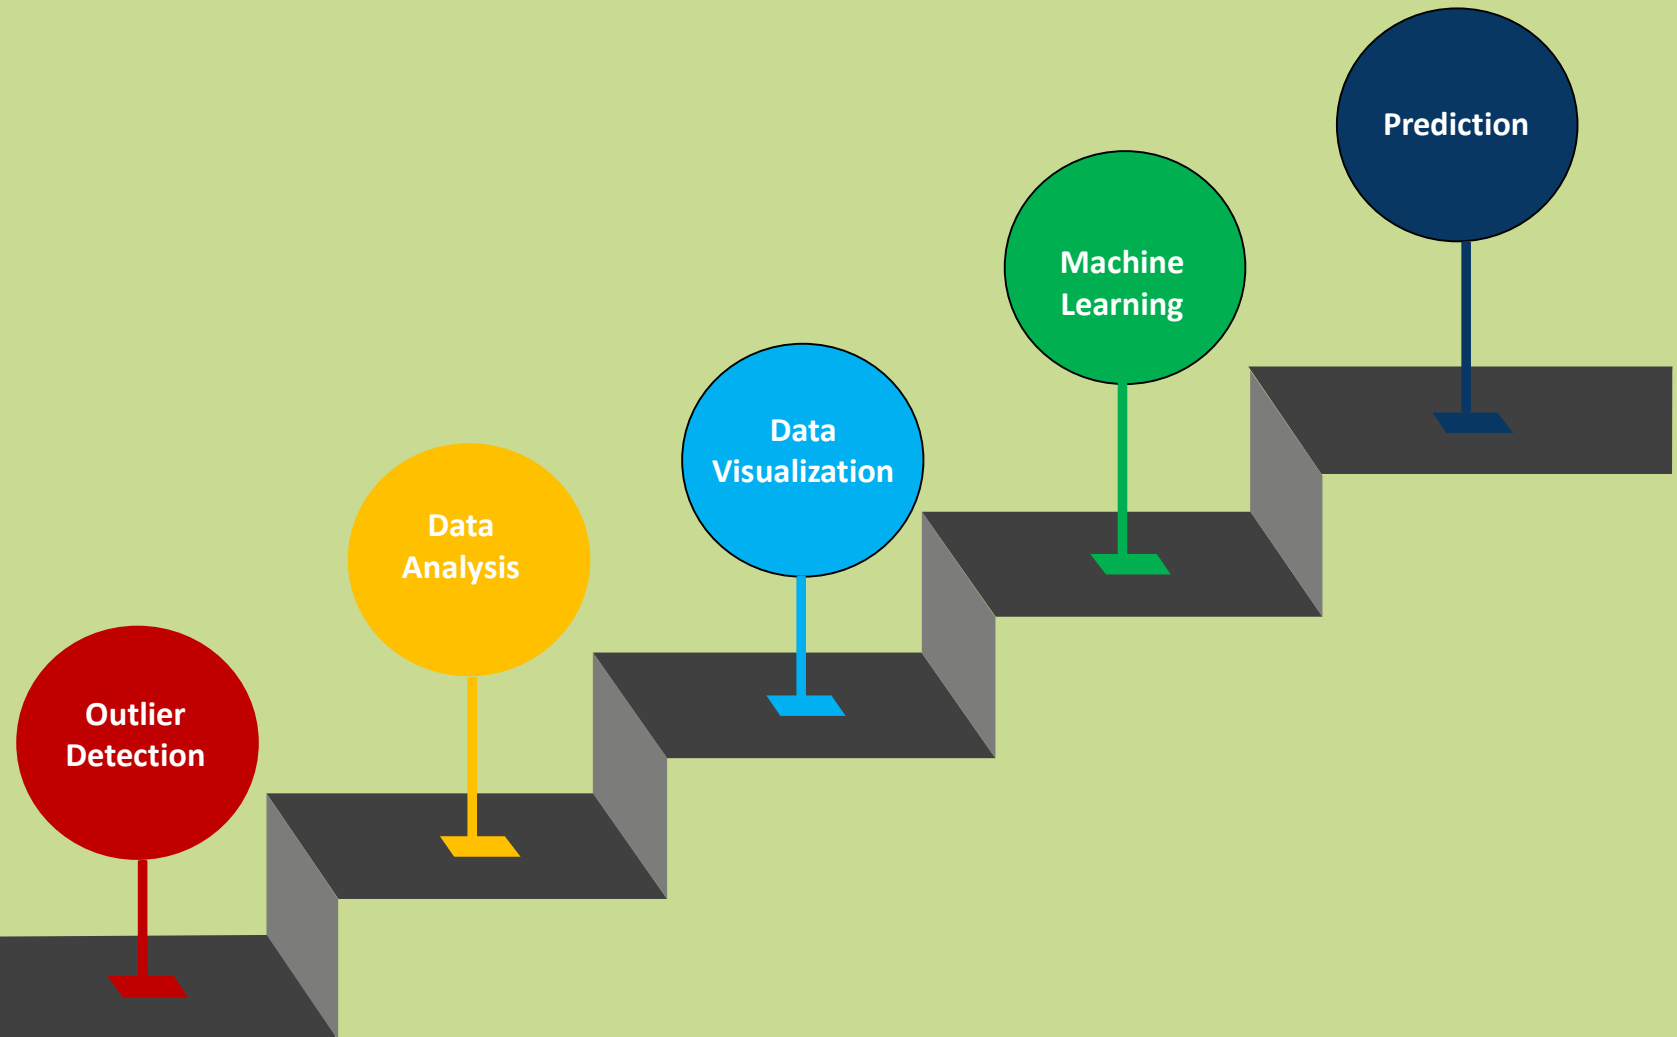 Outlier
Detection
Data
Analysis
Data
Visualization
Machine
Learning
Prediction